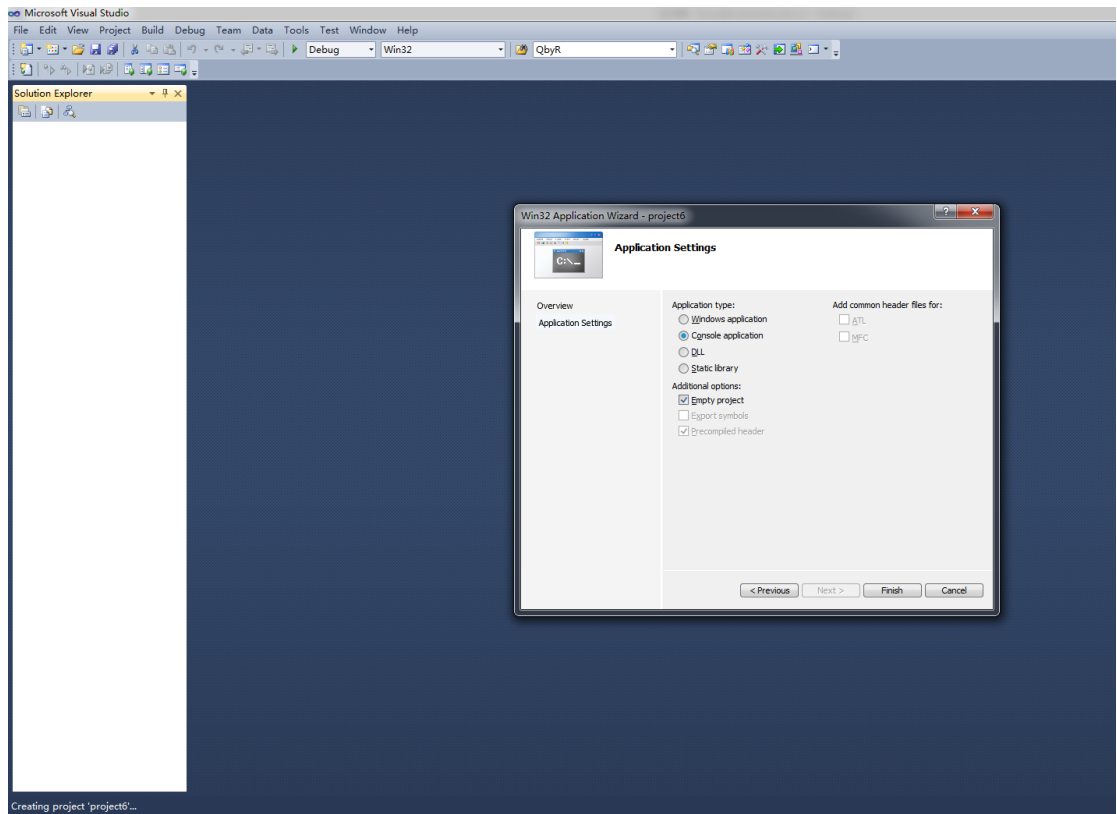 Microsoft Visual Studio
File Edit View Project Build Debug Team Data Tools Test Window Help
Debug Win32 QbyR
Solution Explorer
Win32 Application Wizard - project6
C:\_
Application Settings
Overview
Application Settings
Application type:
Windows application
Console application
DLL
Static library
Additional options:
Empty project
Export symbols
Precompiled header
Add common header files for:
ATL
MFC
< Previous Next > Finish Cancel
Creating project 'project6'...